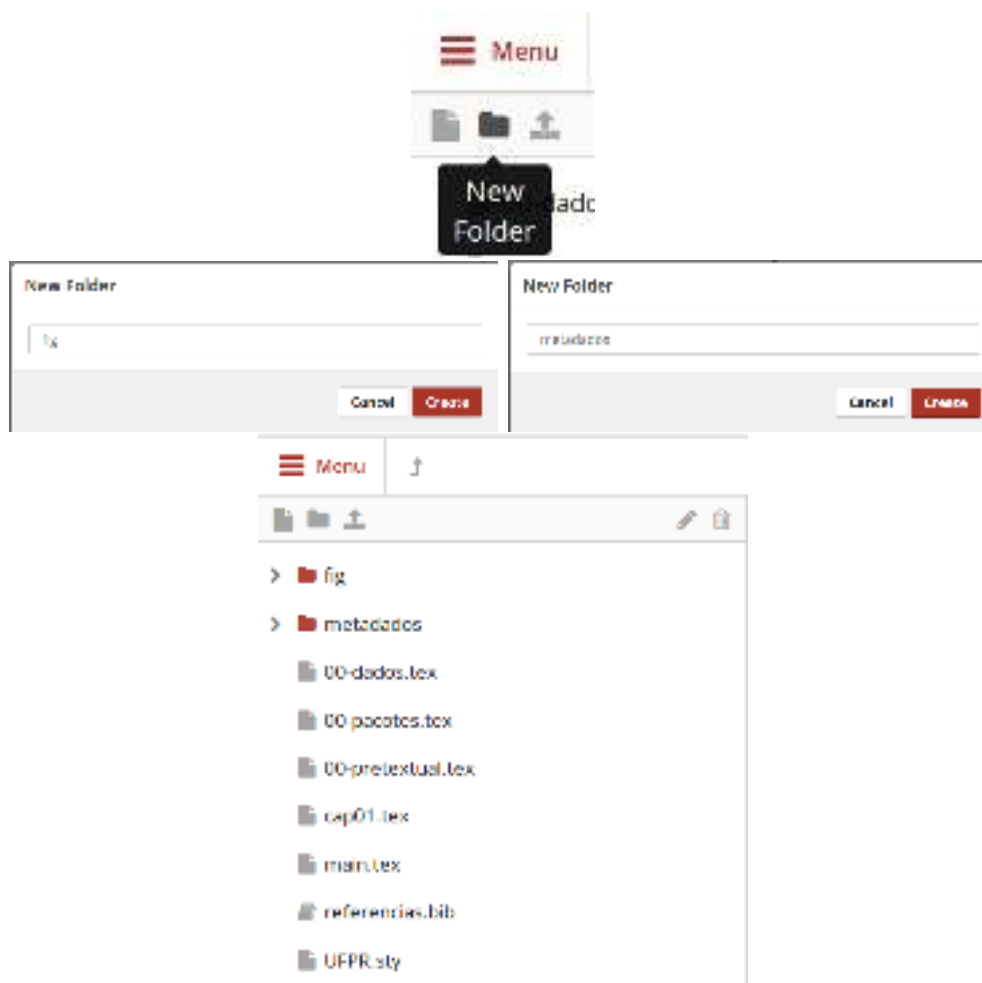 Menu
New
Folder
dado
New Folder
fig
Cancel Create
New Folder
metadados
Cancel Create
Menu
fig
metadados
00-dados.tex
00-pacotes.tex
00-pretextual.tex
cap01.tex
main.tex
referencias.bib
UFPR.sty